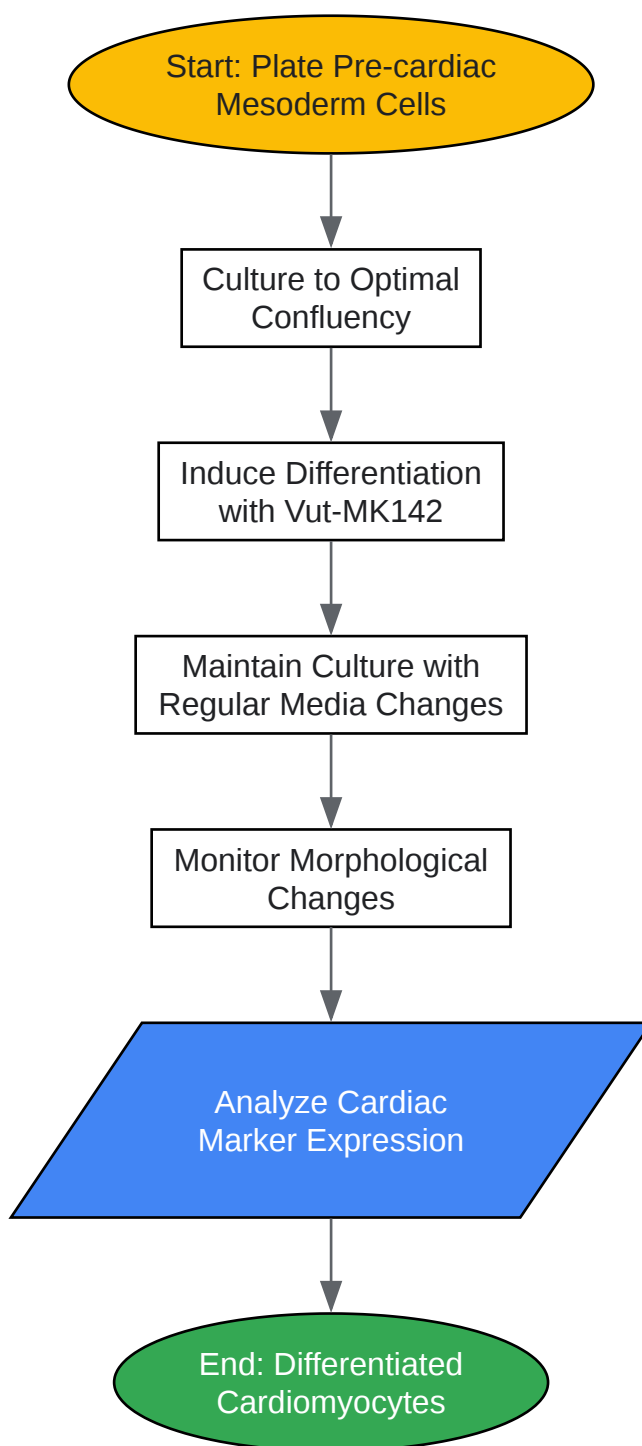 Start: Plate Pre-cardiac
Mesoderm Cells
Culture to Optimal
Confluency
Induce Differentiation
with Vut-MK142
Maintain Culture with
Regular Media Changes
Monitor Morphological
Changes
Analyze Cardiac
Marker Expression
End: Differentiated
Cardiomyocytes